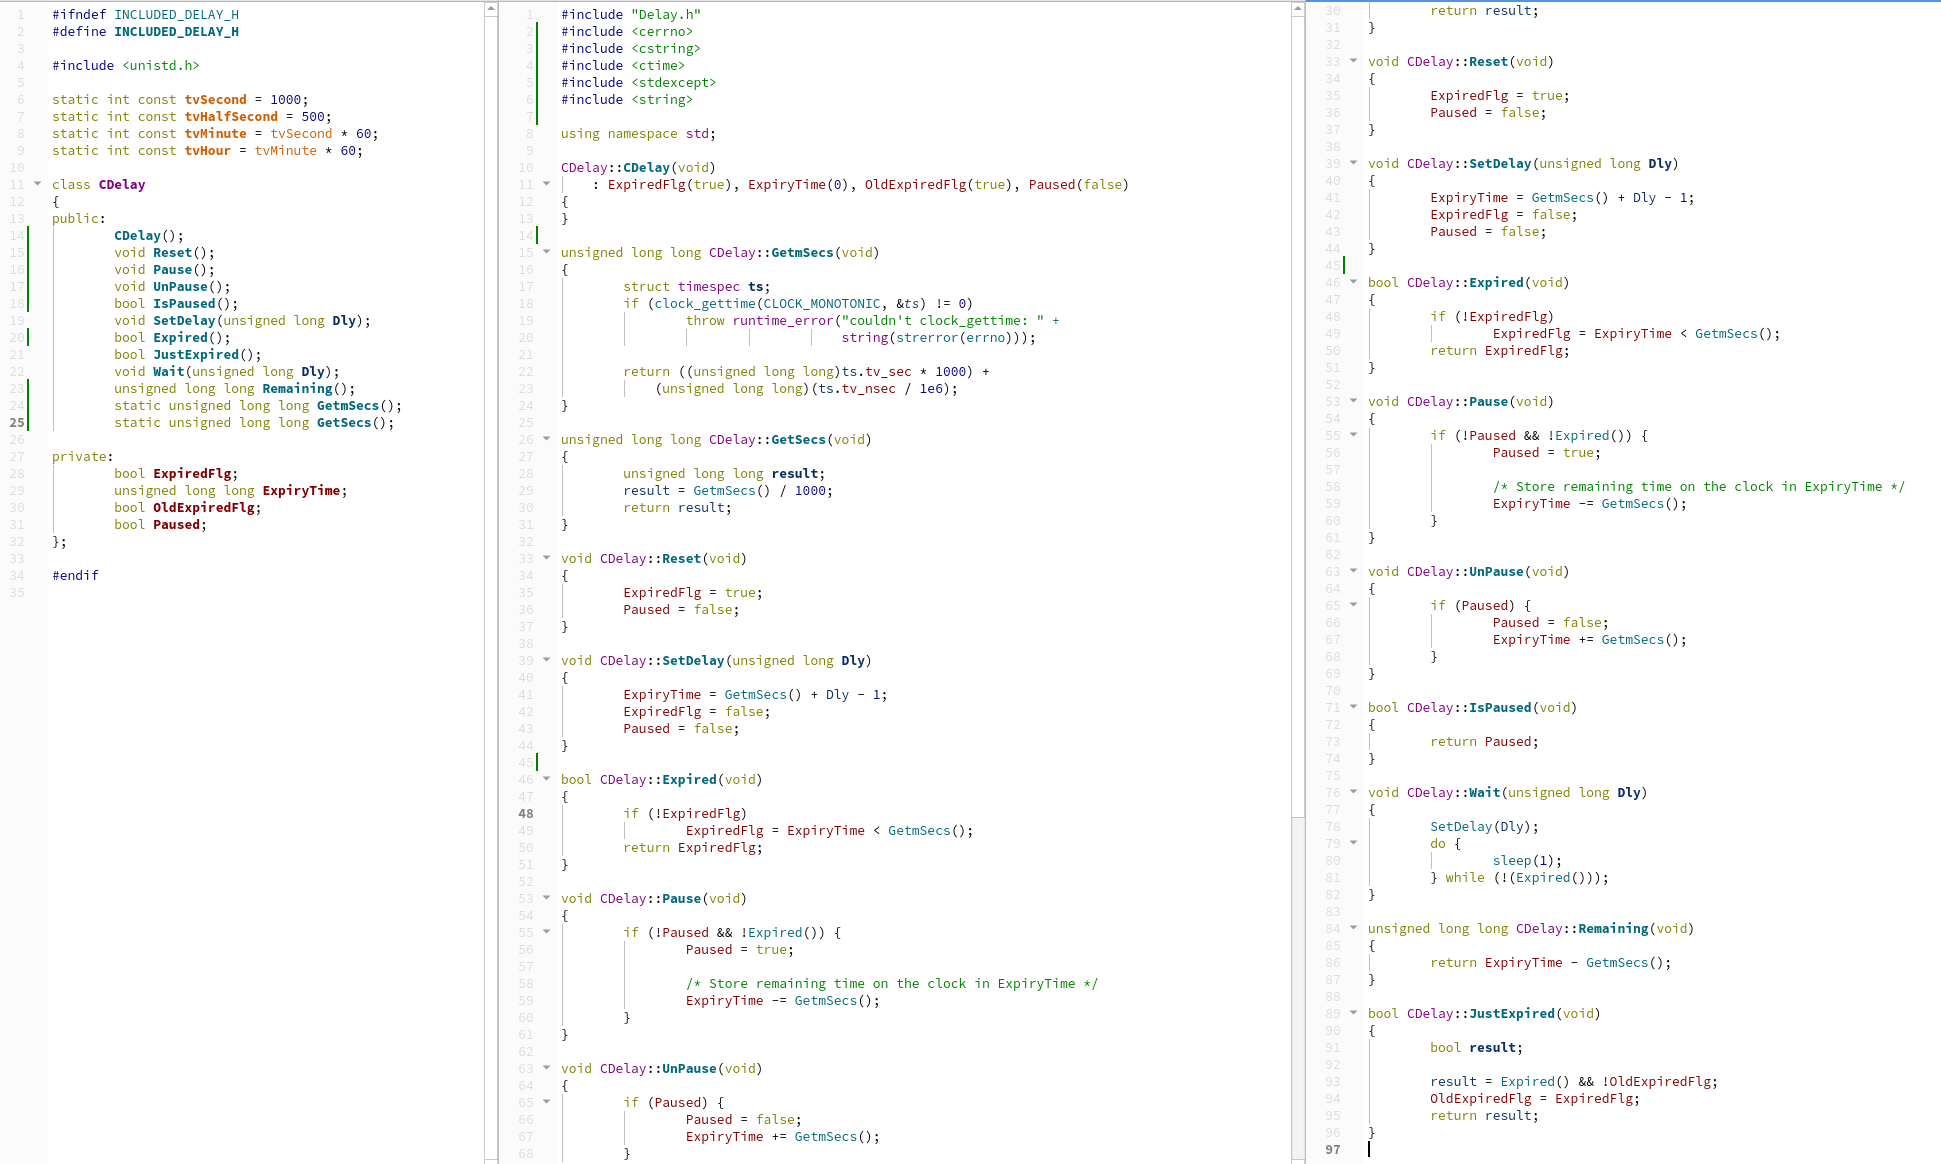 1 #ifndef INCLUDED_DELAY_H
2 #define INCLUDED_DELAY_H
3
4 #include <unistd.h>
5
6 static int const tvSecond = 1000;
7 static int const tvHalfSecond = 500;
8 static int const tvMinute = tvSecond * 60;
9 static int const tvHour = tvMinute * 60;
10
11 class CDelay
12 {
13 public:
14 CDelay();
15 void Reset();
16 void Pause();
17 void UnPause();
18 bool IsPaused();
19 void SetDelay(unsigned long Dly);
20 bool Expired();
21 bool JustExpired();
22 void Wait(unsigned long Dly);
23 unsigned long long Remaining();
24 static unsigned long long GetmSecs();
25 static unsigned long long GetSecs();
26
27 private:
28 bool ExpiredFlg;
29 unsigned long long ExpiryTime;
30 bool OldExpiredFlg;
31 bool Paused;
32 };
33
34 #endif
35
1 #include "Delay.h"
2 #include <cerrno>
3 #include <cstring>
4 #include <ctime>
5 #include <stdexcept>
6 #include <string>
7
8 using namespace std;
9
10 CDelay::CDelay(void)
11 : ExpiredFlg(true), ExpiryTime(0), OldExpiredFlg(true), Paused(false)
12 {
13 }
14
15 unsigned long long CDelay::GetmSecs(void)
16 {
17 struct timespec ts;
18 if (clock_gettime(CLOCK_MONOTONIC, &ts) != 0)
19 throw runtime_error("couldn't clock_gettime: " +
20 string(strerror(errno)));
21
22 return ((unsigned long long)ts.tv_sec * 1000) +
23 (unsigned long long)(ts.tv_nsec / 1e6);
24 }
25
26 unsigned long long CDelay::GetSecs(void)
27 {
28 unsigned long long result;
29 result = GetmSecs() / 1000;
30 return result;
31 }
32
33 void CDelay::Reset(void)
34 {
35 ExpiredFlg = true;
36 Paused = false;
37 }
38
39 void CDelay::SetDelay(unsigned long Dly)
40 {
41 ExpiryTime = GetmSecs() + Dly - 1;
42 ExpiredFlg = false;
43 Paused = false;
44 }
45
46 bool CDelay::Expired(void)
47 {
48 if (!ExpiredFlg)
49 ExpiredFlg = ExpiryTime < GetmSecs();
50 return ExpiredFlg;
51 }
52
53 void CDelay::Pause(void)
54 {
55 if (!Paused && !Expired()) {
56 Paused = true;
57
58 /* Store remaining time on the clock in ExpiryTime */
59 ExpiryTime -= GetmSecs();
60 }
61 }
62
63 void CDelay::UnPause(void)
64 {
65 if (Paused) {
66 Paused = false;
67 ExpiryTime += GetmSecs();
68 }
30 return result;
31 }
32
33 void CDelay::Reset(void)
34 {
35 ExpiredFlg = true;
36 Paused = false;
37 }
38
39 void CDelay::SetDelay(unsigned long Dly)
40 {
41 ExpiryTime = GetmSecs() + Dly - 1;
42 ExpiredFlg = false;
43 Paused = false;
44 }
45
46 bool CDelay::Expired(void)
47 {
48 if (!ExpiredFlg)
49 ExpiredFlg = ExpiryTime < GetmSecs();
50 return ExpiredFlg;
51 }
52
53 void CDelay::Pause(void)
54 {
55 if (!Paused && !Expired()) {
56 Paused = true;
57
58 /* Store remaining time on the clock in ExpiryTime */
59 ExpiryTime -= GetmSecs();
60 }
61 }
62
63 void CDelay::UnPause(void)
64 {
65 if (Paused) {
66 Paused = false;
67 ExpiryTime += GetmSecs();
68 }
69 }
70
71 bool CDelay::IsPaused(void)
72 {
73 return Paused;
74 }
75
76 void CDelay::Wait(unsigned long Dly)
77 {
78 SetDelay(Dly);
79 do {
80 sleep(1);
81 } while (!(Expired()));
82 }
83
84 unsigned long long CDelay::Remaining(void)
85 {
86 return ExpiryTime - GetmSecs();
87 }
88
89 bool CDelay::JustExpired(void)
90 {
91 bool result;
92
93 result = Expired() && !OldExpiredFlg;
94 OldExpiredFlg = ExpiredFlg;
95 return result;
96 }
97